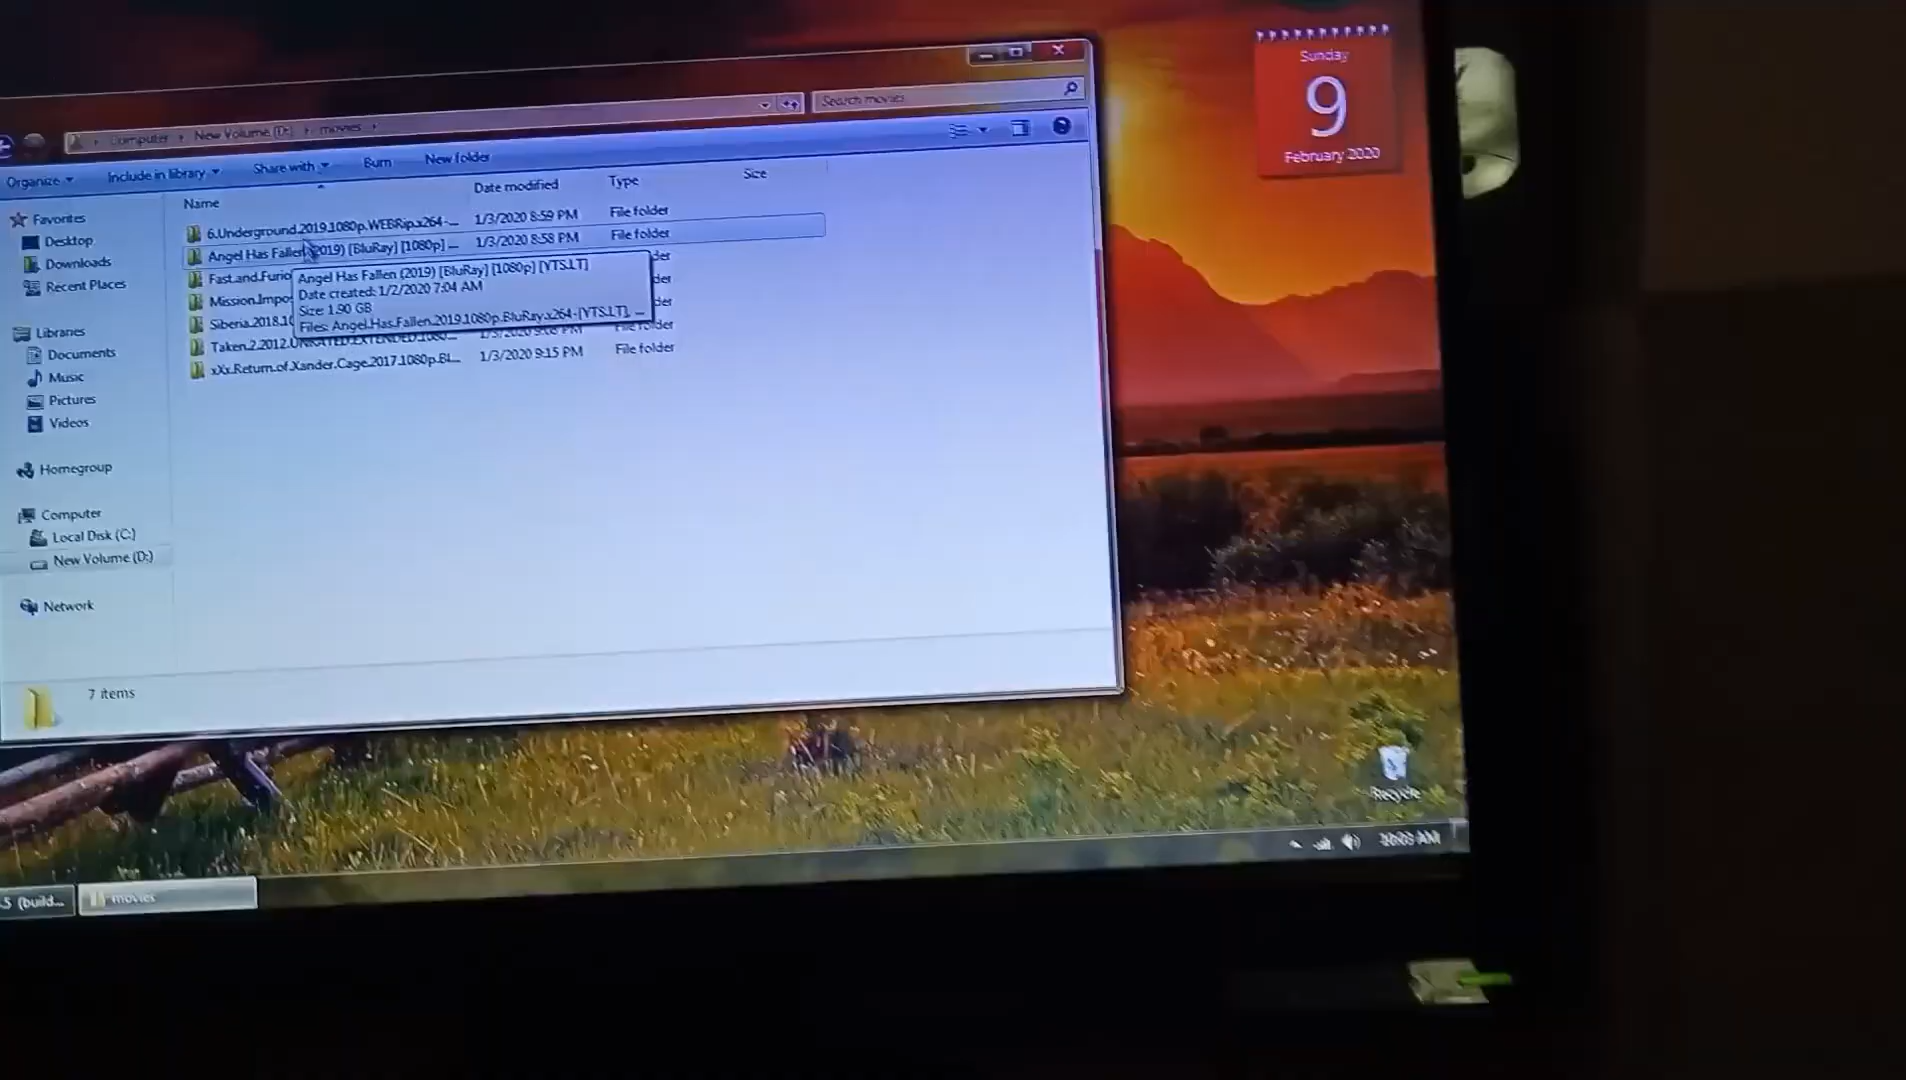 Sunday
9
February 2020
Computer New Volume (D:) movies
Search movies
Organize Include in library Share with Burn New folder
Name Date modified Type Size
Favorites
Desktop
Downloads
Recent Places
Libraries
Documents
Music
Pictures
Videos
Homegroup
Computer
Local Disk (C:)
New Volume (D:)
Network
6.Underground.2019.1080p.WEBRip.x264-... 1/3/2020 8:59 PM File folder
Angel Has Fallen (2019) [BluRay] [1080p] ... 1/3/2020 8:58 PM File folder
Fast.and.Furio der
Mission.Impo der
Siberia.2018.10 der
Taken.2.2012.UNRATED.EXTENDED.1080... File folder
xXx.Return.of.Xander.Cage.2017.1080p.Bl... 1/3/2020 9:15 PM File folder
Angel Has Fallen (2019) [BluRay] [1080p] [YTS.LT]
Date created: 1/2/2020 7:04 AM
Size: 1.90 GB
Files: Angel.Has.Fallen.2019.1080p.BluRay.x264-[YTS.LT], ...
7 items
Recycle
.5 (build...
movies